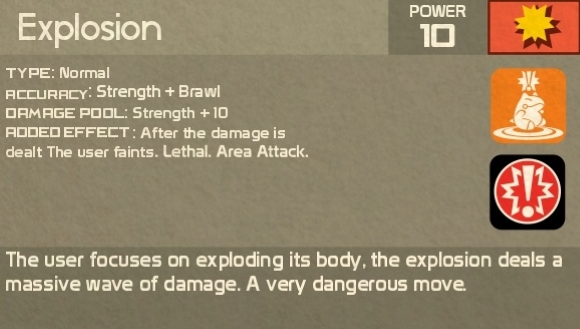 Explosion
POWER
10
TYPE: Normal
ACCURACY: Strength + Brawl
DAMAGE POOL: Strength + 10
ADDED EFFECT : After the damage is
dealt The user faints. Lethal. Area Attack.
The user focuses on exploding its body, the explosion deals a
massive wave of damage. A very dangerous move.